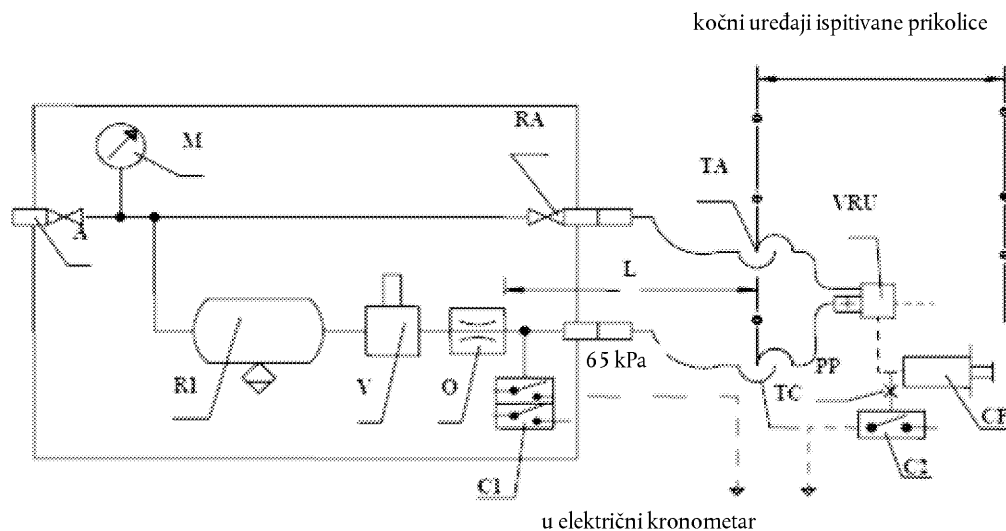 kočni uređaji ispitivane prikolice
M
RA
TA
VRU
A
L
65 kPa
R1
V
O
PP
TC
CF
C1
C2
u električni kronometar